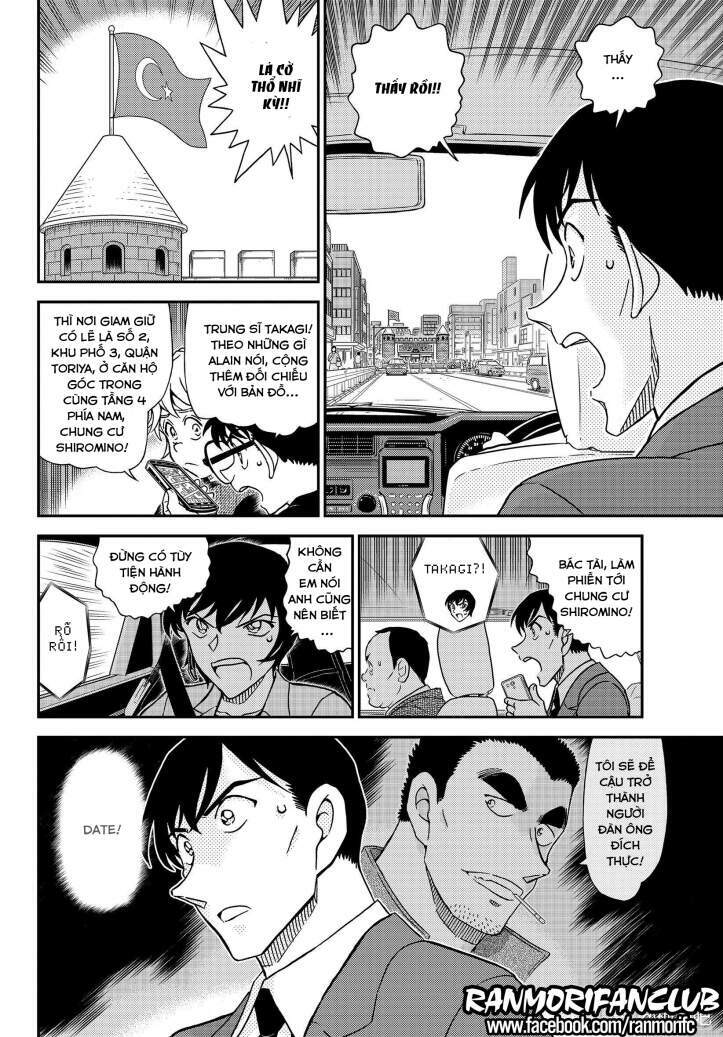 THẤY
...
THẤY RỒI!!
LÁ CỜ
THỔ NHĨ
KỲ!!
TRUNG SĨ TAKAGI!
THEO NHỮNG GÌ
ALAIN NÓI, CỘNG
THÊM ĐỐI CHIẾU
VỚI BẢN ĐỒ...
THÌ NƠI GIAM GIỮ
CÓ LẼ LÀ SỐ 2,
KHU PHỐ 3, QUẬN
TORIYA, Ở CĂN HỘ
GÓC TRONG
CÙNG TẦNG 4
PHÍA NAM,
CHUNG CƯ
SHIROMINO!
BÁC TÀI, LÀM
PHIỀN TỚI
CHUNG CƯ
SHIROMINO!
TAKAGI?!
KHÔNG
CẦN
EM NÓI
ANH CŨNG
NÊN BIẾT
...
ĐỪNG CÓ TÙY
TIỆN HÀNH
ĐỘNG!
RÕ
RỒI!
TÔI SẼ ĐỂ
CẬU TRỞ
THÀNH
NGƯỜI
ĐÀN ÔNG
ĐÍCH
THỰC!
DATE!
RANMORIFANCLUB
www.facebook.com/ranmorifc